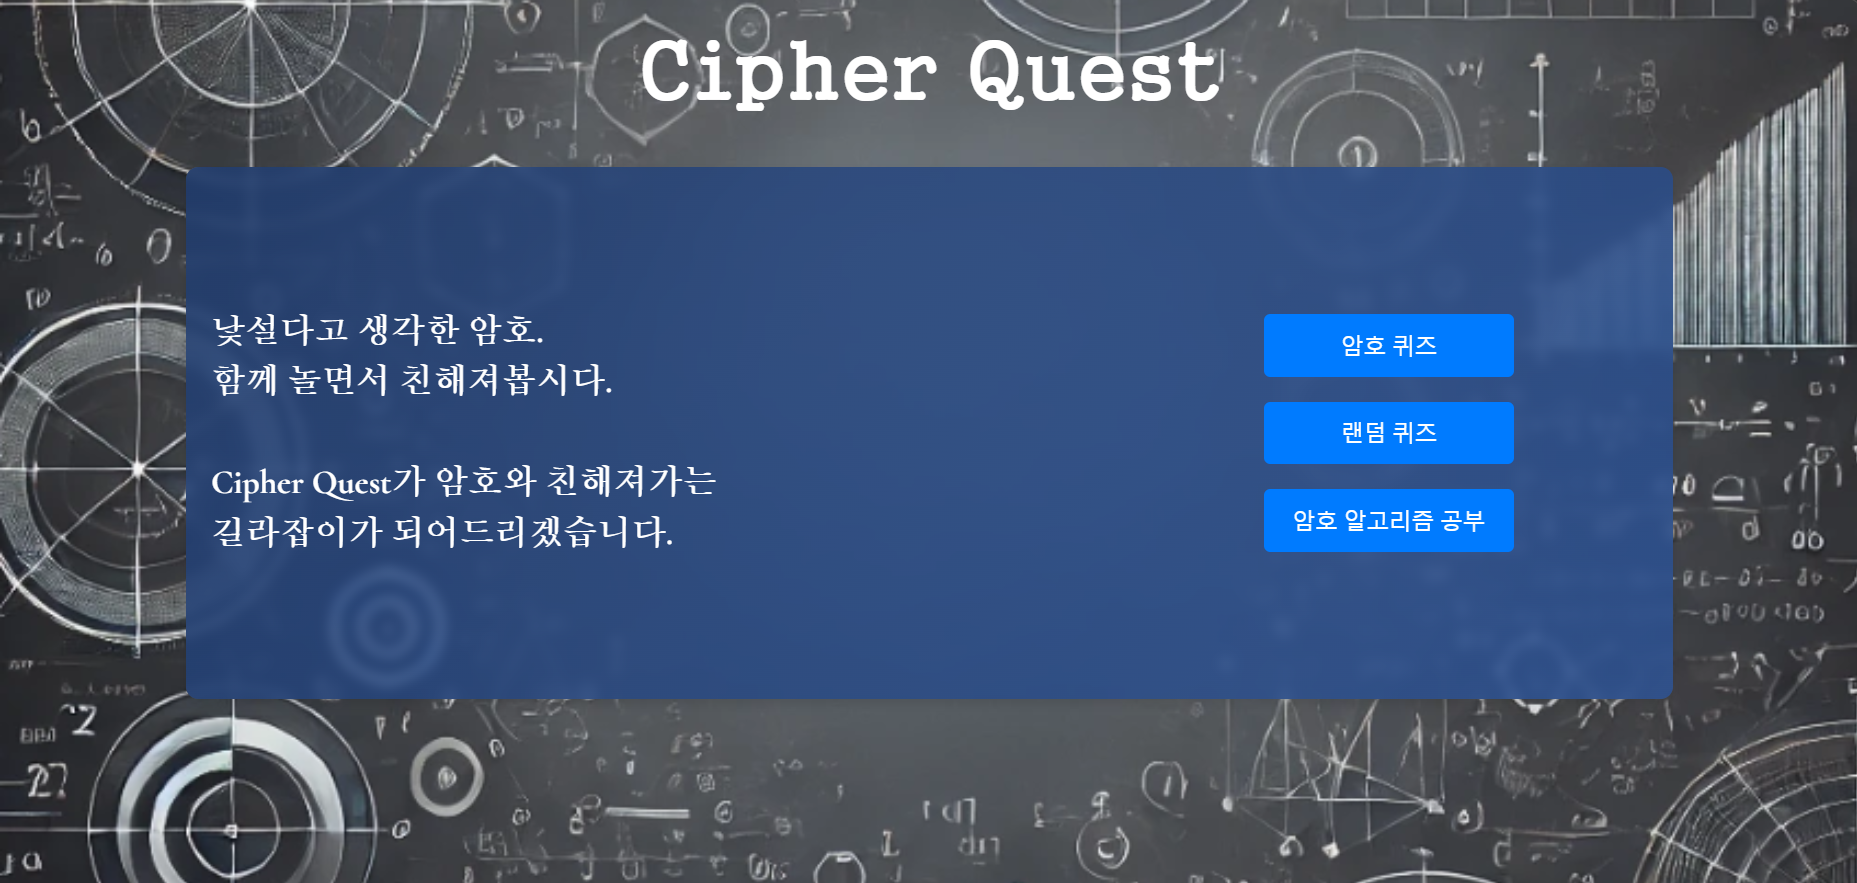 Cipher Quest
낯설다고 생각한 암호.
함께 놀면서 친해져봅시다.
Cipher Quest가 암호와 친해져가는
길라잡이가 되어드리겠습니다.
암호 퀴즈
랜덤 퀴즈
암호 알고리즘 공부